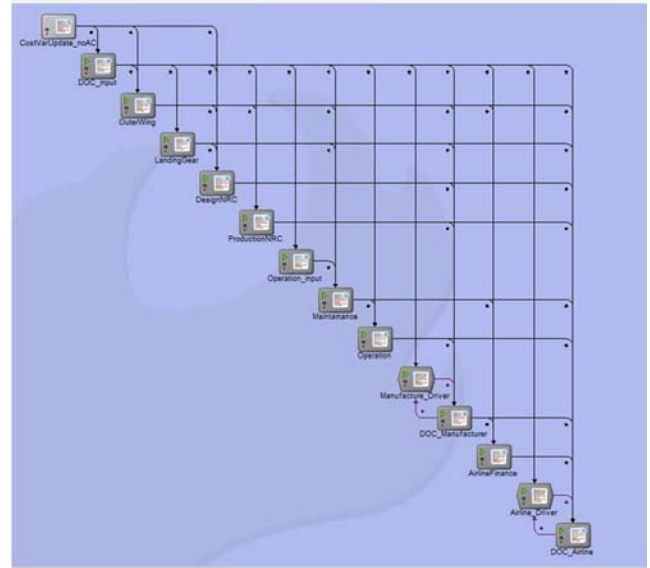 CostVarUpdate_noAC
DOC_input
OuterWing
LandingGear
DesignNRC
ProductionNRC
Operation_input
Maintainance
Operation
Manufacture_Driver
DOC_Manufacturer
AirlineFinance
Airline_Driver
DOC_Airline